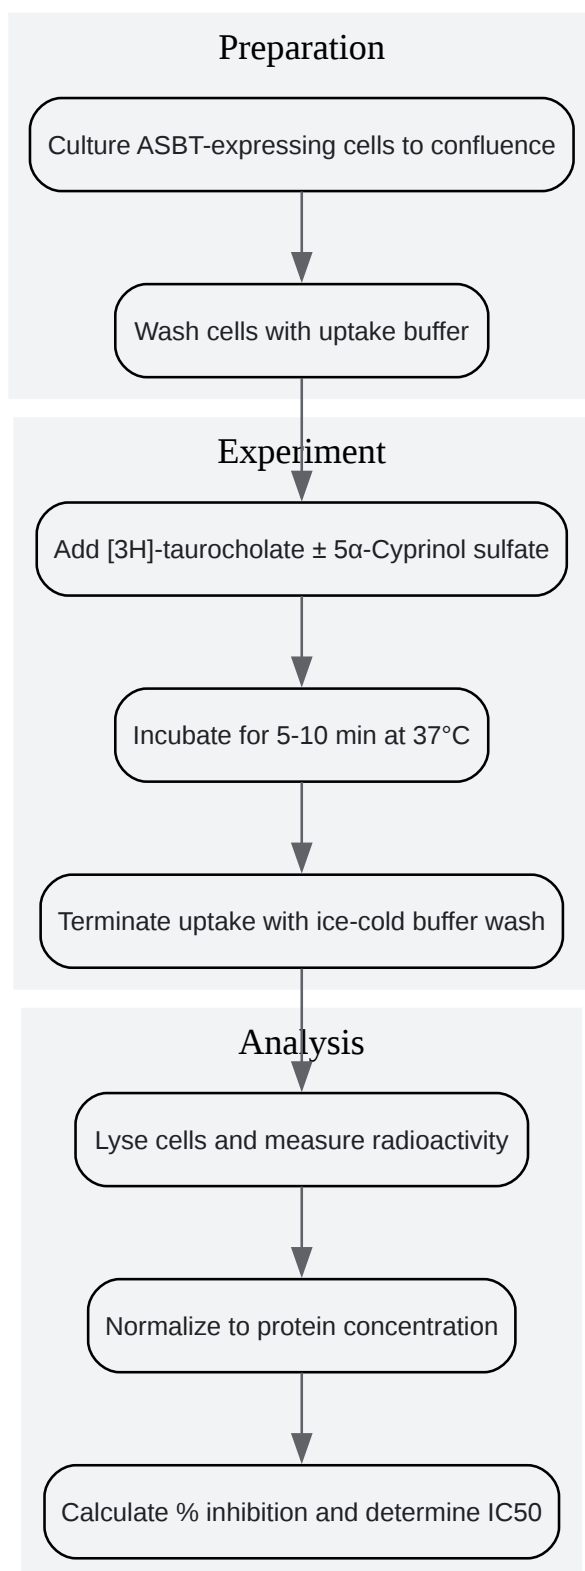 Preparation
Culture ASBT-expressing cells to confluence
Wash cells with uptake buffer
Experiment
Add [3H]-taurocholate ± 5α-Cyprinol sulfate
Incubate for 5-10 min at 37°C
Terminate uptake with ice-cold buffer wash
Analysis
Lyse cells and measure radioactivity
Normalize to protein concentration
Calculate % inhibition and determine IC50